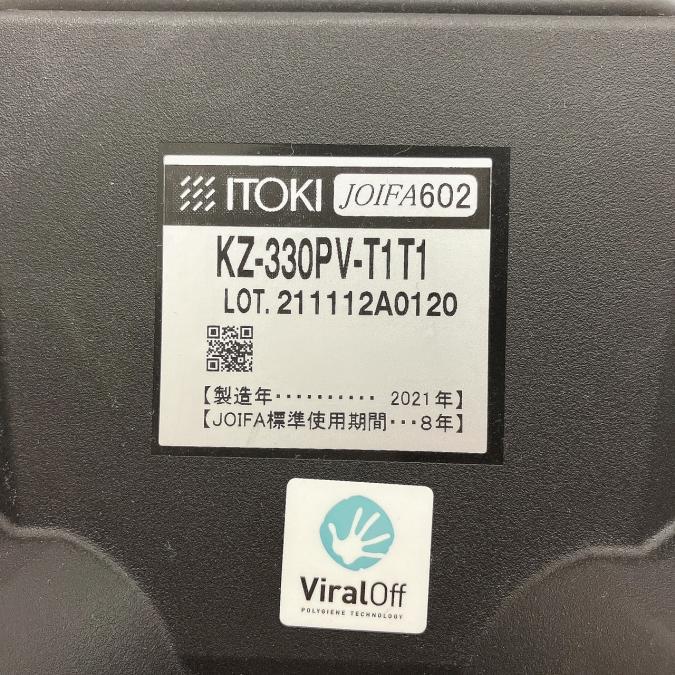 ITOKI JOIFA602
KZ-330PV-T1T1
LOT. 211112A0120
【製造年·········· 2021年】
【JOIFA標準使用期間···8年】
ViralOff
POLYGIENE TECHNOLOGY